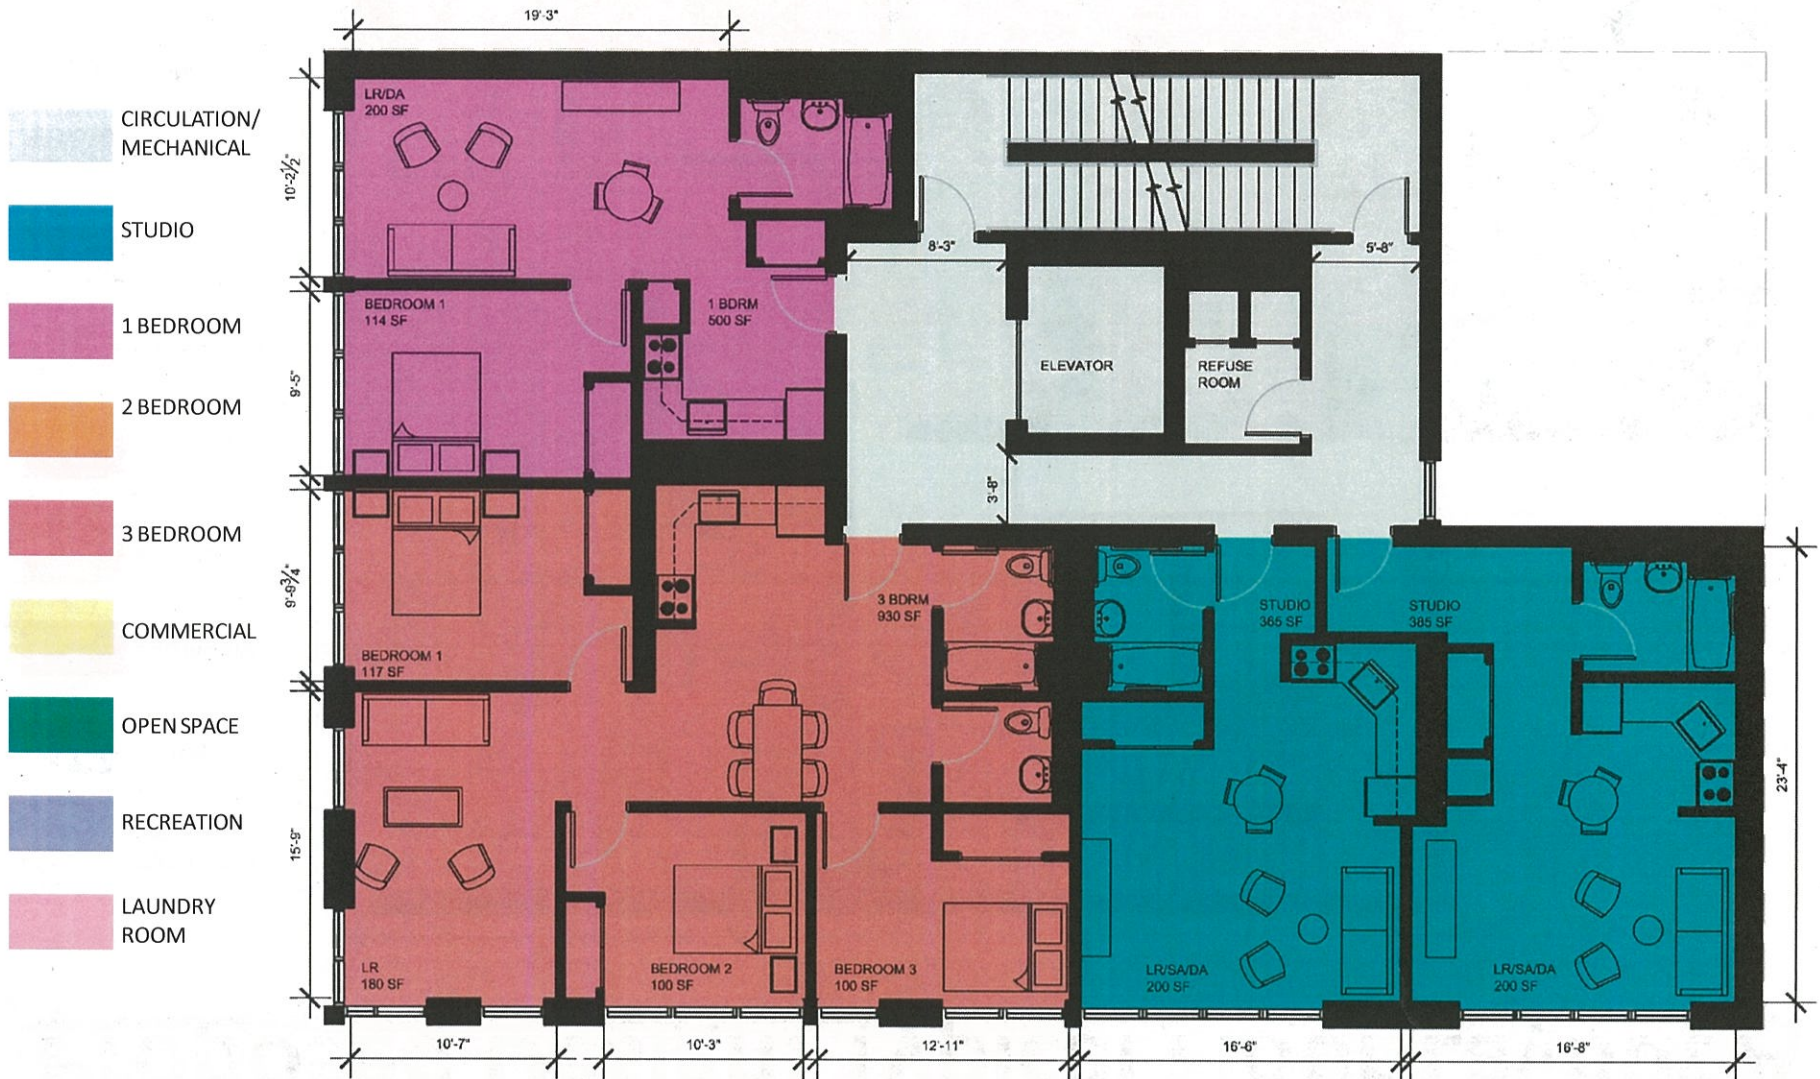 19'-3"
CIRCULATION/
MECHANICAL
STUDIO
1 BEDROOM
2 BEDROOM
3 BEDROOM
COMMERCIAL
OPEN SPACE
RECREATION
LAUNDRY
ROOM
10'-2½"
9'-5"
9'-9¾"
15'-9"
LR/DA
200 SF
BEDROOM 1
114 SF
1 BDRM
500 SF
8'-3"
5'-8"
ELEVATOR
REFUSE
ROOM
3'-8"
BEDROOM 1
117 SF
3 BDRM
930 SF
STUDIO
365 SF
STUDIO
385 SF
23'-4"
LR
180 SF
BEDROOM 2
100 SF
BEDROOM 3
100 SF
LR/SA/DA
200 SF
LR/SA/DA
200 SF
10'-7"
10'-3"
12'-11"
16'-6"
16'-8"